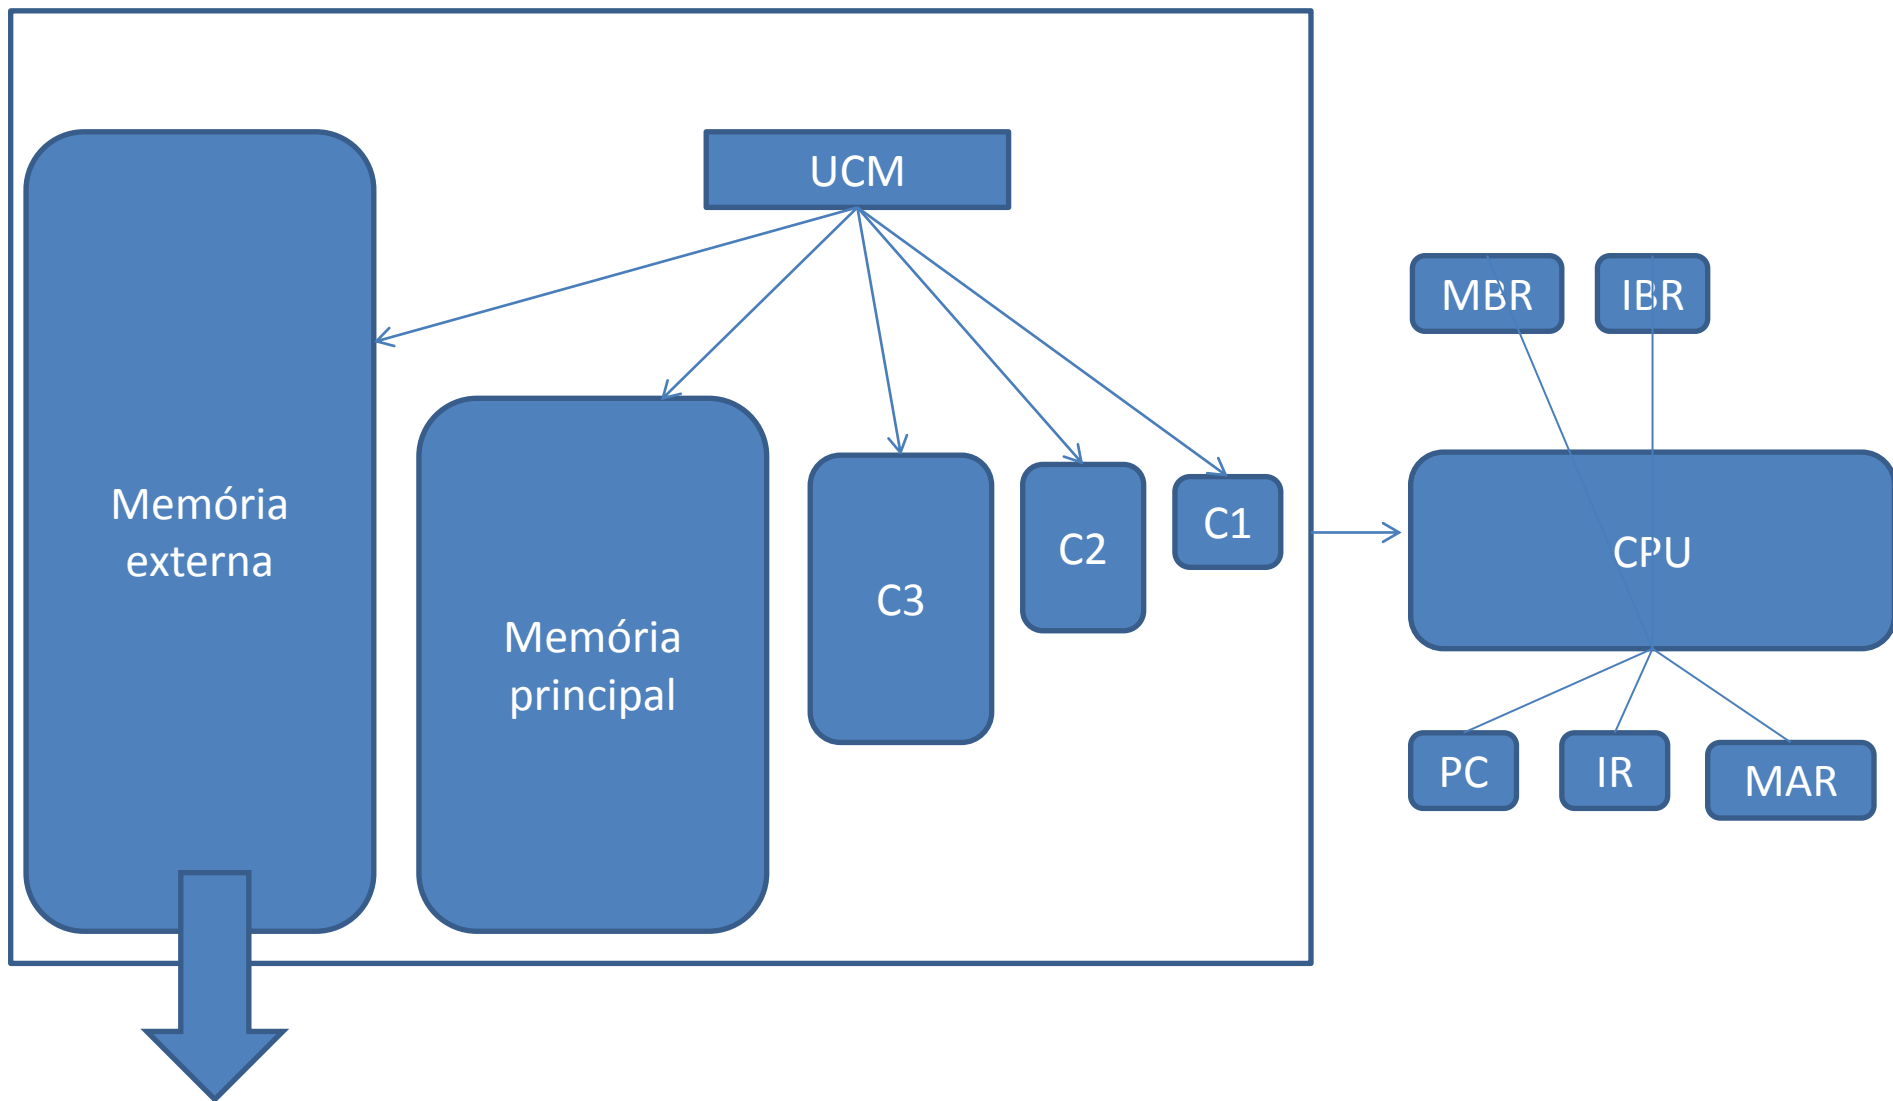 UCM
MBR
IBR
Memória
externa
C1
C2
CPU
C3
Memória
principal
PC
IR
MAR